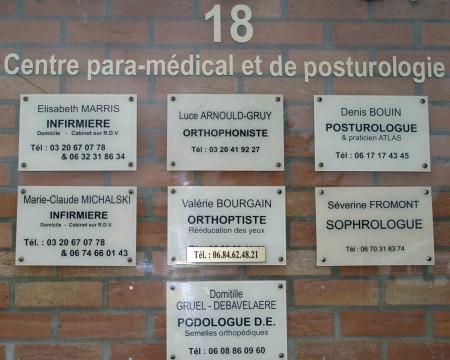 18
Centre para-médical et de posturologie
Elisabeth MARRIS
INFIRMIERE
Domicile - Cabinet sur R.D.V.
Tél : 03 20 67 07 78
& 06 32 31 86 34
Luce ARNOULD-GRUY
ORTHOPHONISTE
Tél : 03 20 41 92 27
Denis BOUIN
POSTUROLOGUE
& praticien ATLAS
Tél : 06 17 17 43 45
Marie-Claude MICHALSKI
INFIRMIERE
Domicile - Cabinet sur R.D.V.
Tél. : 03 20 67 07 78
& 06 74 66 01 43
Valérie BOURGAIN
ORTHOPTISTE
Rééducation des yeux
Tél. : 06.84.62.48.21
Séverine FROMONT
SOPHROLOGUE
Tél : 06 70 31 83 74
Domitille
GRUEL - DEBAVELAERE
PODOLOGUE D.E.
Semelles orthopédiques
Tél : 06 08 86 09 60